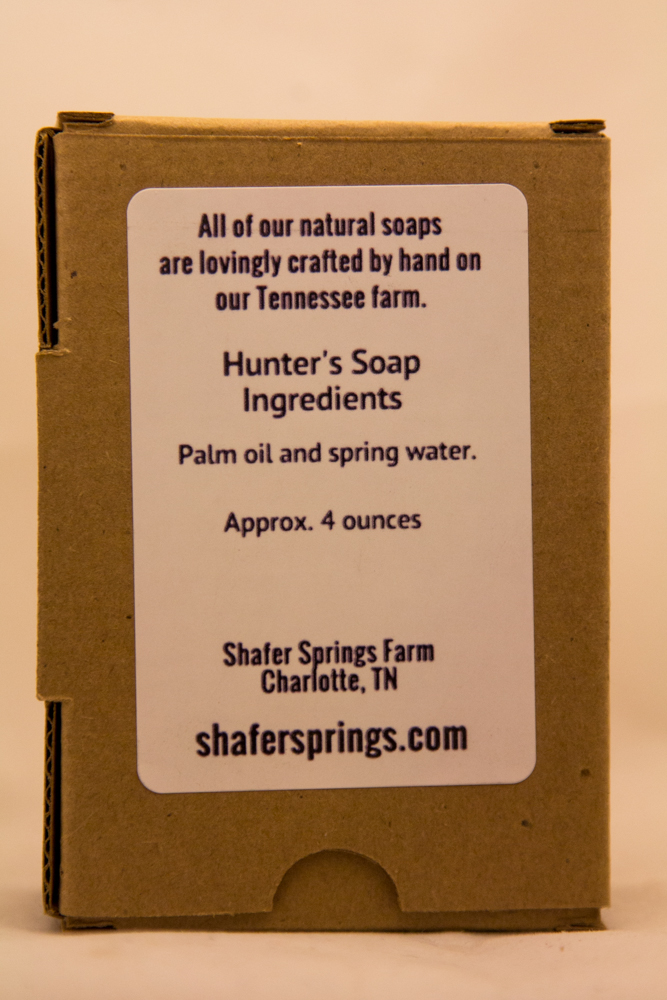 All of our natural soaps
are lovingly crafted by hand on
our Tennessee farm.
Hunter's Soap
Ingredients
Palm oil and spring water.
Approx. 4 ounces
Shafer Springs Farm
Charlotte, TN
shafersprings.com